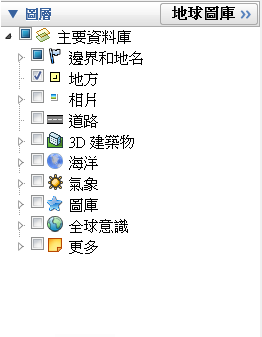 圖層 地球圖庫 >>
主要資料庫
邊界和地名
地方
相片
道路
3D 建築物
海洋
氣象
圖庫
全球意識
更多